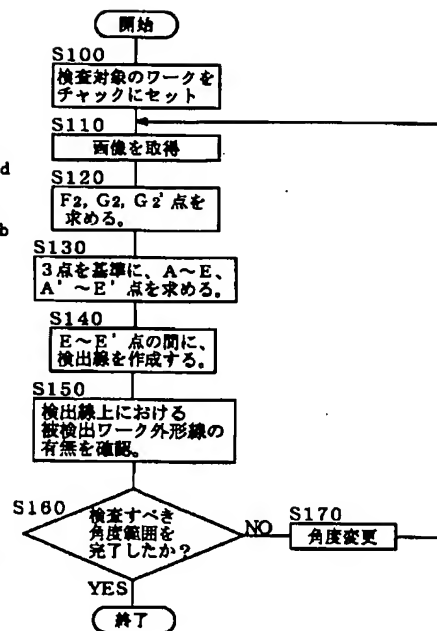 開始
S100
検査対象のワークを
チャックにセット
S110
画像を取得
d
S120
F2, G2, G2'点を
求める。
b
S130
3点を基準に、A～E、
A'～E'点を求める。
S140
E～E'点の間に、
検出線を作成する。
S150
検出線上における
被検出ワーク外形線の
有無を確認。
S160
検査すべき
角度範囲を
完了したか?
NO
S170
角度変更
YES
終了